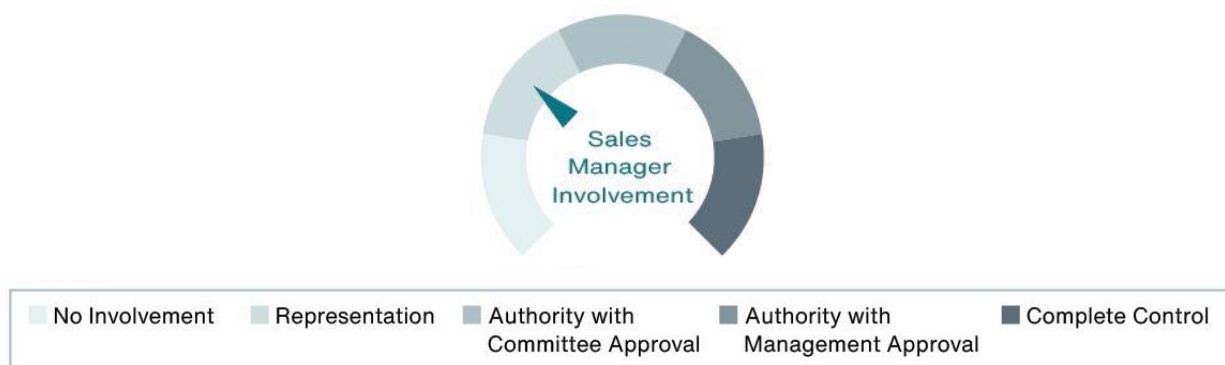 Sales
Manager
Involvement
No Involvement
Representation
Authority with
Committee Approval
Authority with
Management Approval
Complete Control